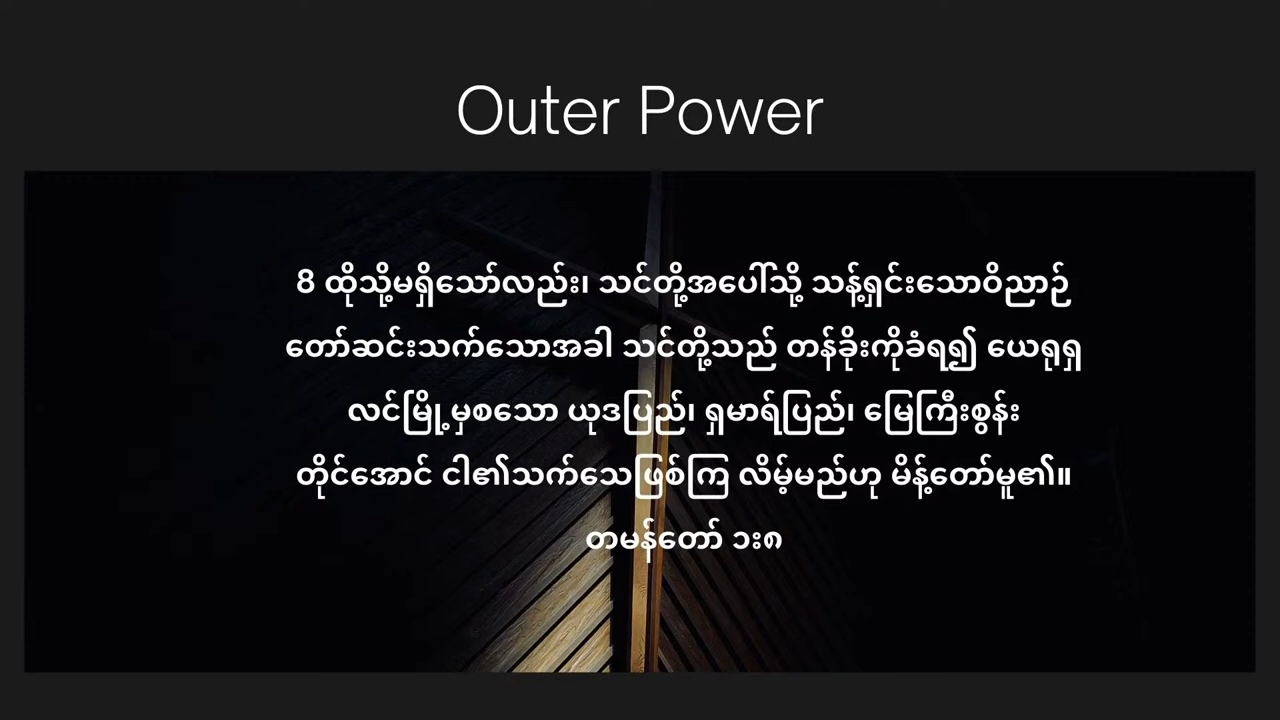 Outer Power
8 ထိုသို့မရှိသော်လည်း၊ သင်တို့အပေါ်သို့ သန့်ရှင်းသောဝိညာဉ်
တော်ဆင်းသက်သောအခါ သင်တို့သည် တန်ခိုးကိုခံရ၍ ယေရုရှ
လင်မြို့မှစသော ယုဒပြည်၊ ရှမာရ်ပြည်၊ မြေကြီးစွန်း
တိုင်အောင် ငါ၏သက်သေဖြစ်ကြ လိမ့်မည်ဟု မိန့်တော်မူ၏။
တမန်တော် ၁း၈